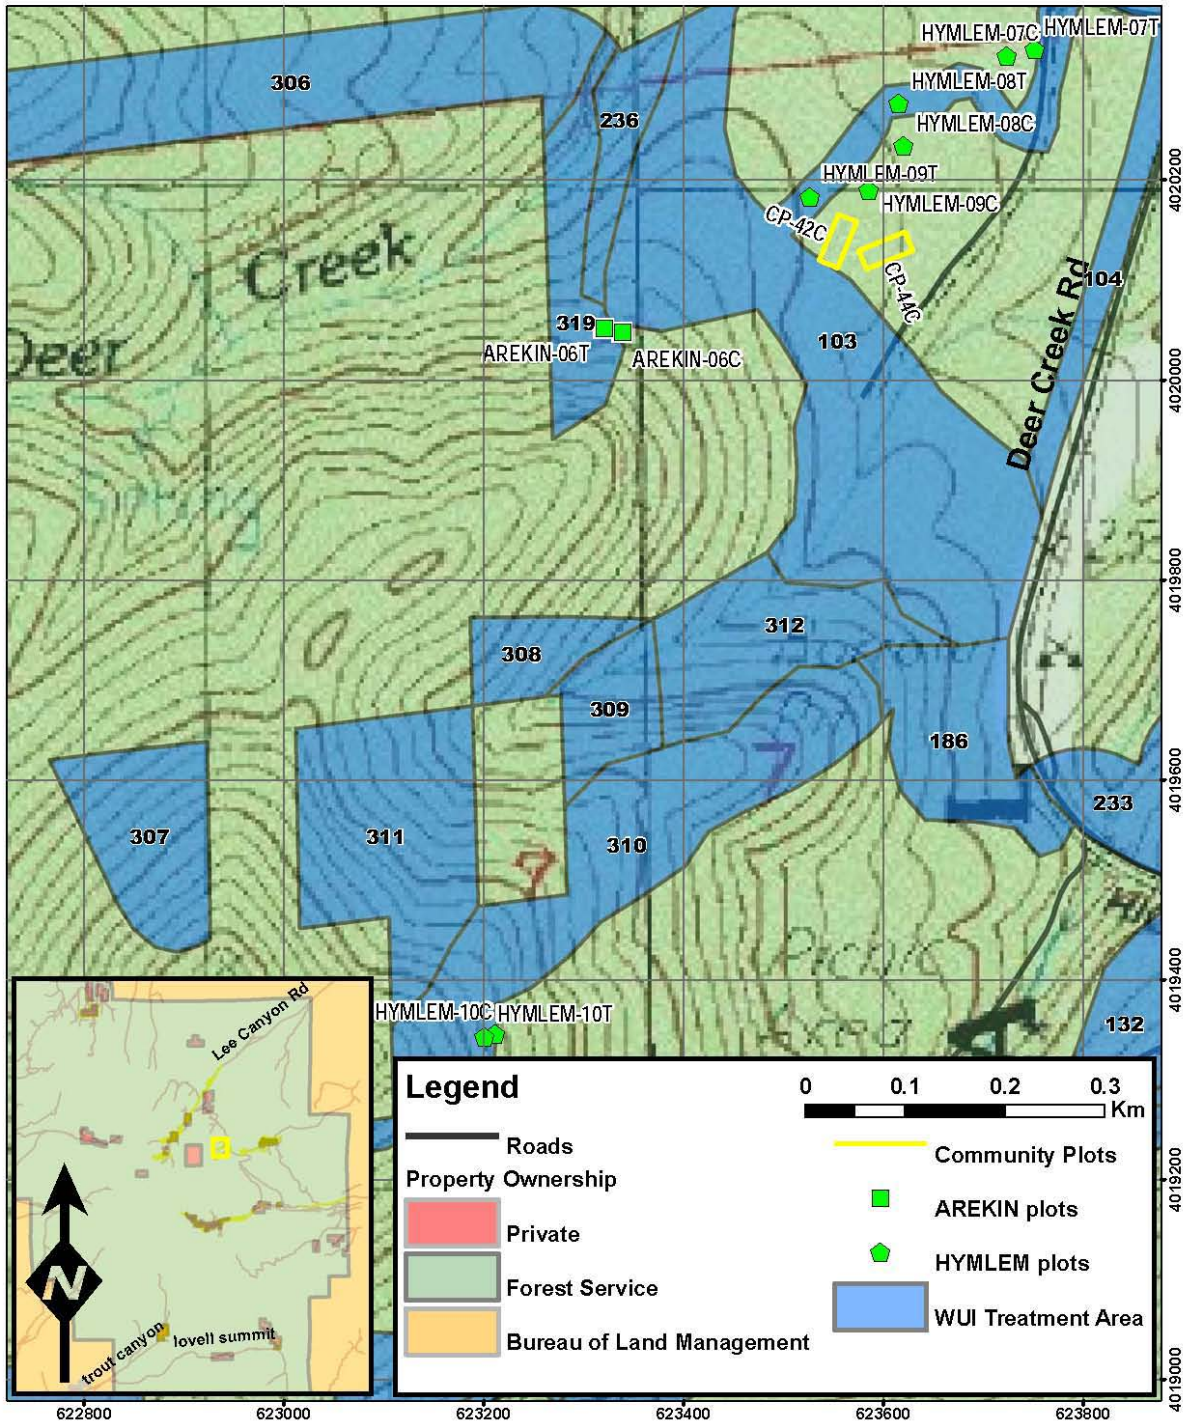 HYMLEM-07C
HYMLEM-07T
306
HYMLEM-08T
236
HYMLEM-08C
HYMLEM-09T
HYMLEM-09C
CP-42C
CP-44C
Creek
Deer
104
Deer Creek Rd
319
AREKIN-06T
AREKIN-06C
103
312
308
309
186
7
233
307
311
310
132
HYMLEM-10C
HYMLEM-10T
4020200
4020000
4019800
4019600
4019400
4019200
4019000
Lee Canyon Rd
N
trout canyon
lovell summit
Legend
0 0.1 0.2 0.3
Km
Roads
Property Ownership
Private
Forest Service
Bureau of Land Management
Community Plots
AREKIN plots
HYMLEM plots
WUI Treatment Area
622800 623000 623200 623400 623600 623800